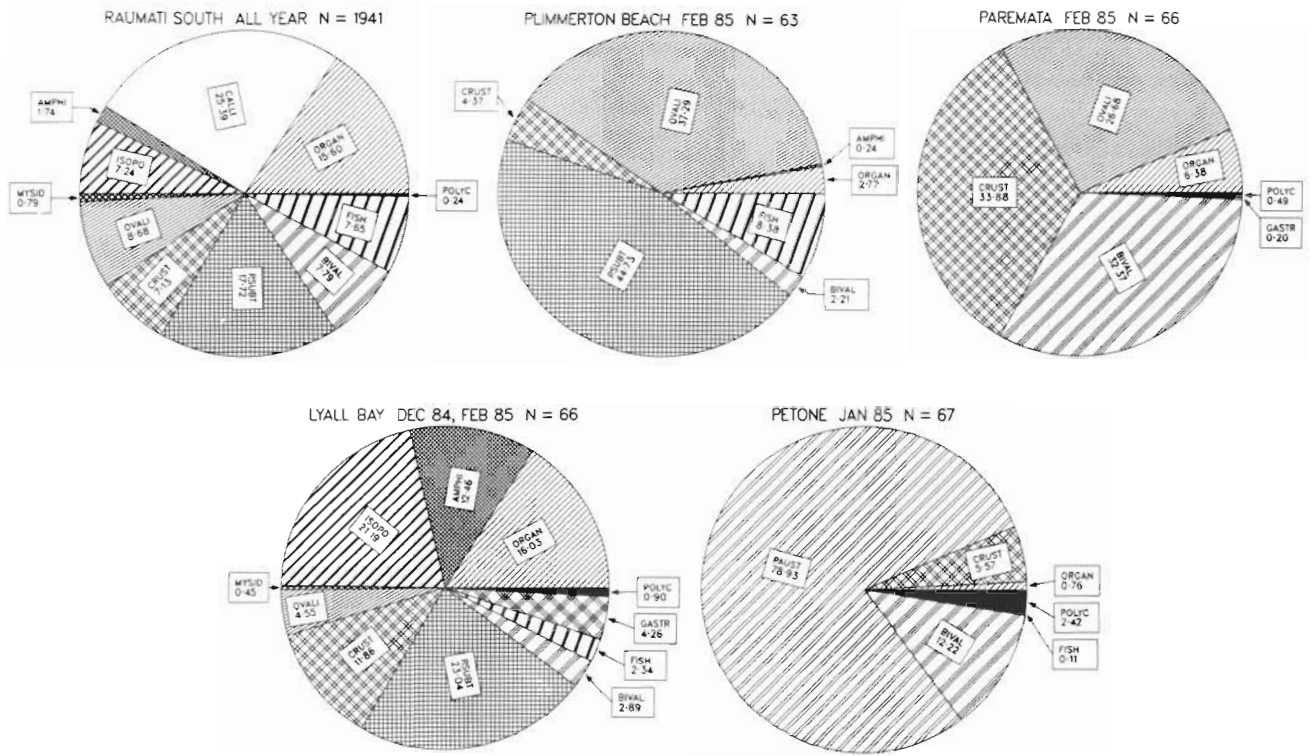 RAUMATI SOUTH ALL YEAR N = 1941
CALLI
25·39
ORGAN
15·60
AMPHI
1·74
ISOPO
7·24
MYSID
0·79
OVALI
8·68
CRUST
7·13
PSUBT
17·72
BIVAL
7·79
FISH
7·65
POLYC
0·24
PLIMMERTON BEACH FEB 85 N = 63
CRUST
4·37
OVALI
37·29
AMPHI
0·24
ORGAN
2·77
FISH
8·38
BIVAL
2·21
PSUBT
44·73
PAREMATA FEB 85 N = 66
OVALI
26·68
ORGAN
6·38
CRUST
33·88
POLYC
0·49
GASTR
0·20
BIVAL
32·37
LYALL BAY DEC 84, FEB 85 N = 66
AMPHI
12·46
ISOPO
21·19
ORGAN
16·03
MYSID
0·45
OVALI
4·55
CRUST
11·86
PSUBT
23·04
POLYC
0·90
GASTR
4·26
FISH
2·34
BIVAL
2·89
PETONE JAN 85 N = 67
PAUST
78·93
CRUST
5·57
ORGAN
0·76
POLYC
2·42
FISH
0·11
BIVAL
12·22